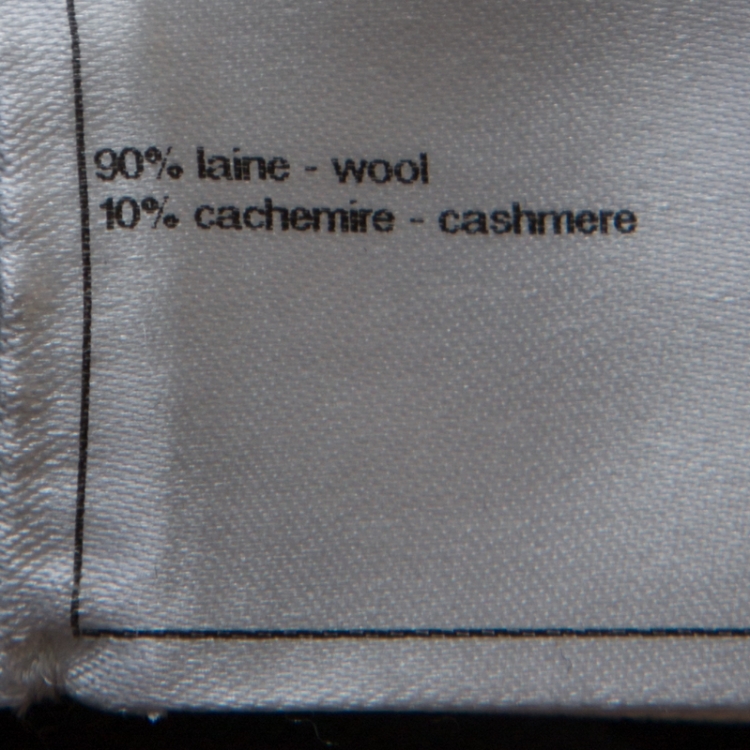 90% laine - wool
10% cachemire - cashmere